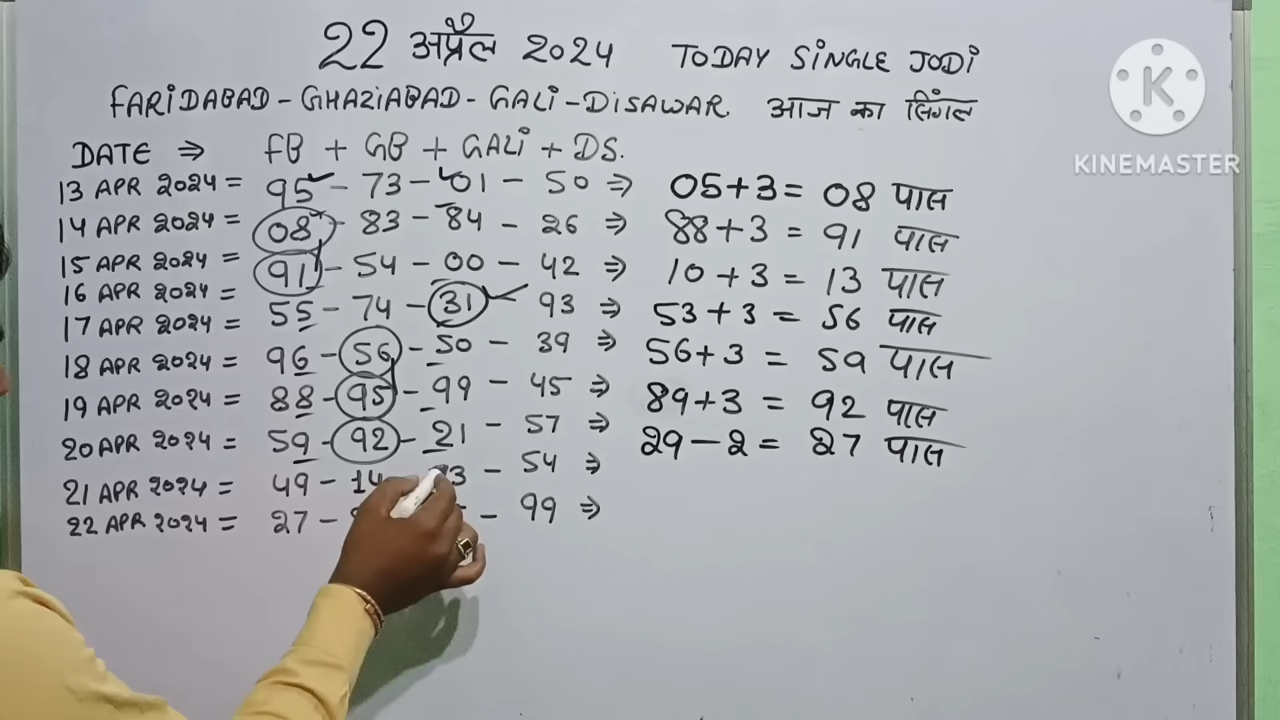 22 अप्रैल 2024 TODAY SINGLE JODI
FARIDABAD - GHAZIABAD - GALI - DISAWAR. आज का सिंगल
DATE ⇒ FB + GB + GALI + DS.
13 APR 2024 = 95 - 73 - 01 - 50 ⇒ 05+3 = 08 पास
14 APR 2024 = 08 - 83 - 84 - 26 ⇒ 88+3 = 91 पास
15 APR 2024 = 91 - 54 - 00 - 42 ⇒ 10+3 = 13 पास
16 APR 2024 = 55 - 74 - 31 - 93 ⇒ 53+3 = 56 पास
17 APR 2024 = 96 - 56 - 50 - 39 ⇒ 56+3 = 59 पास
18 APR 2024 = 88 - 95 - 99 - 45 ⇒ 89+3 = 92 पास
19 APR 2024 = 59 - 92 - 21 - 57 ⇒ 29-2 = 27 पास
20 APR 2024 = 49 - 14 - - 54 ⇒
21 APR 2024 = 27 - - 99 ⇒
22 APR 2024 =
KINEMASTER